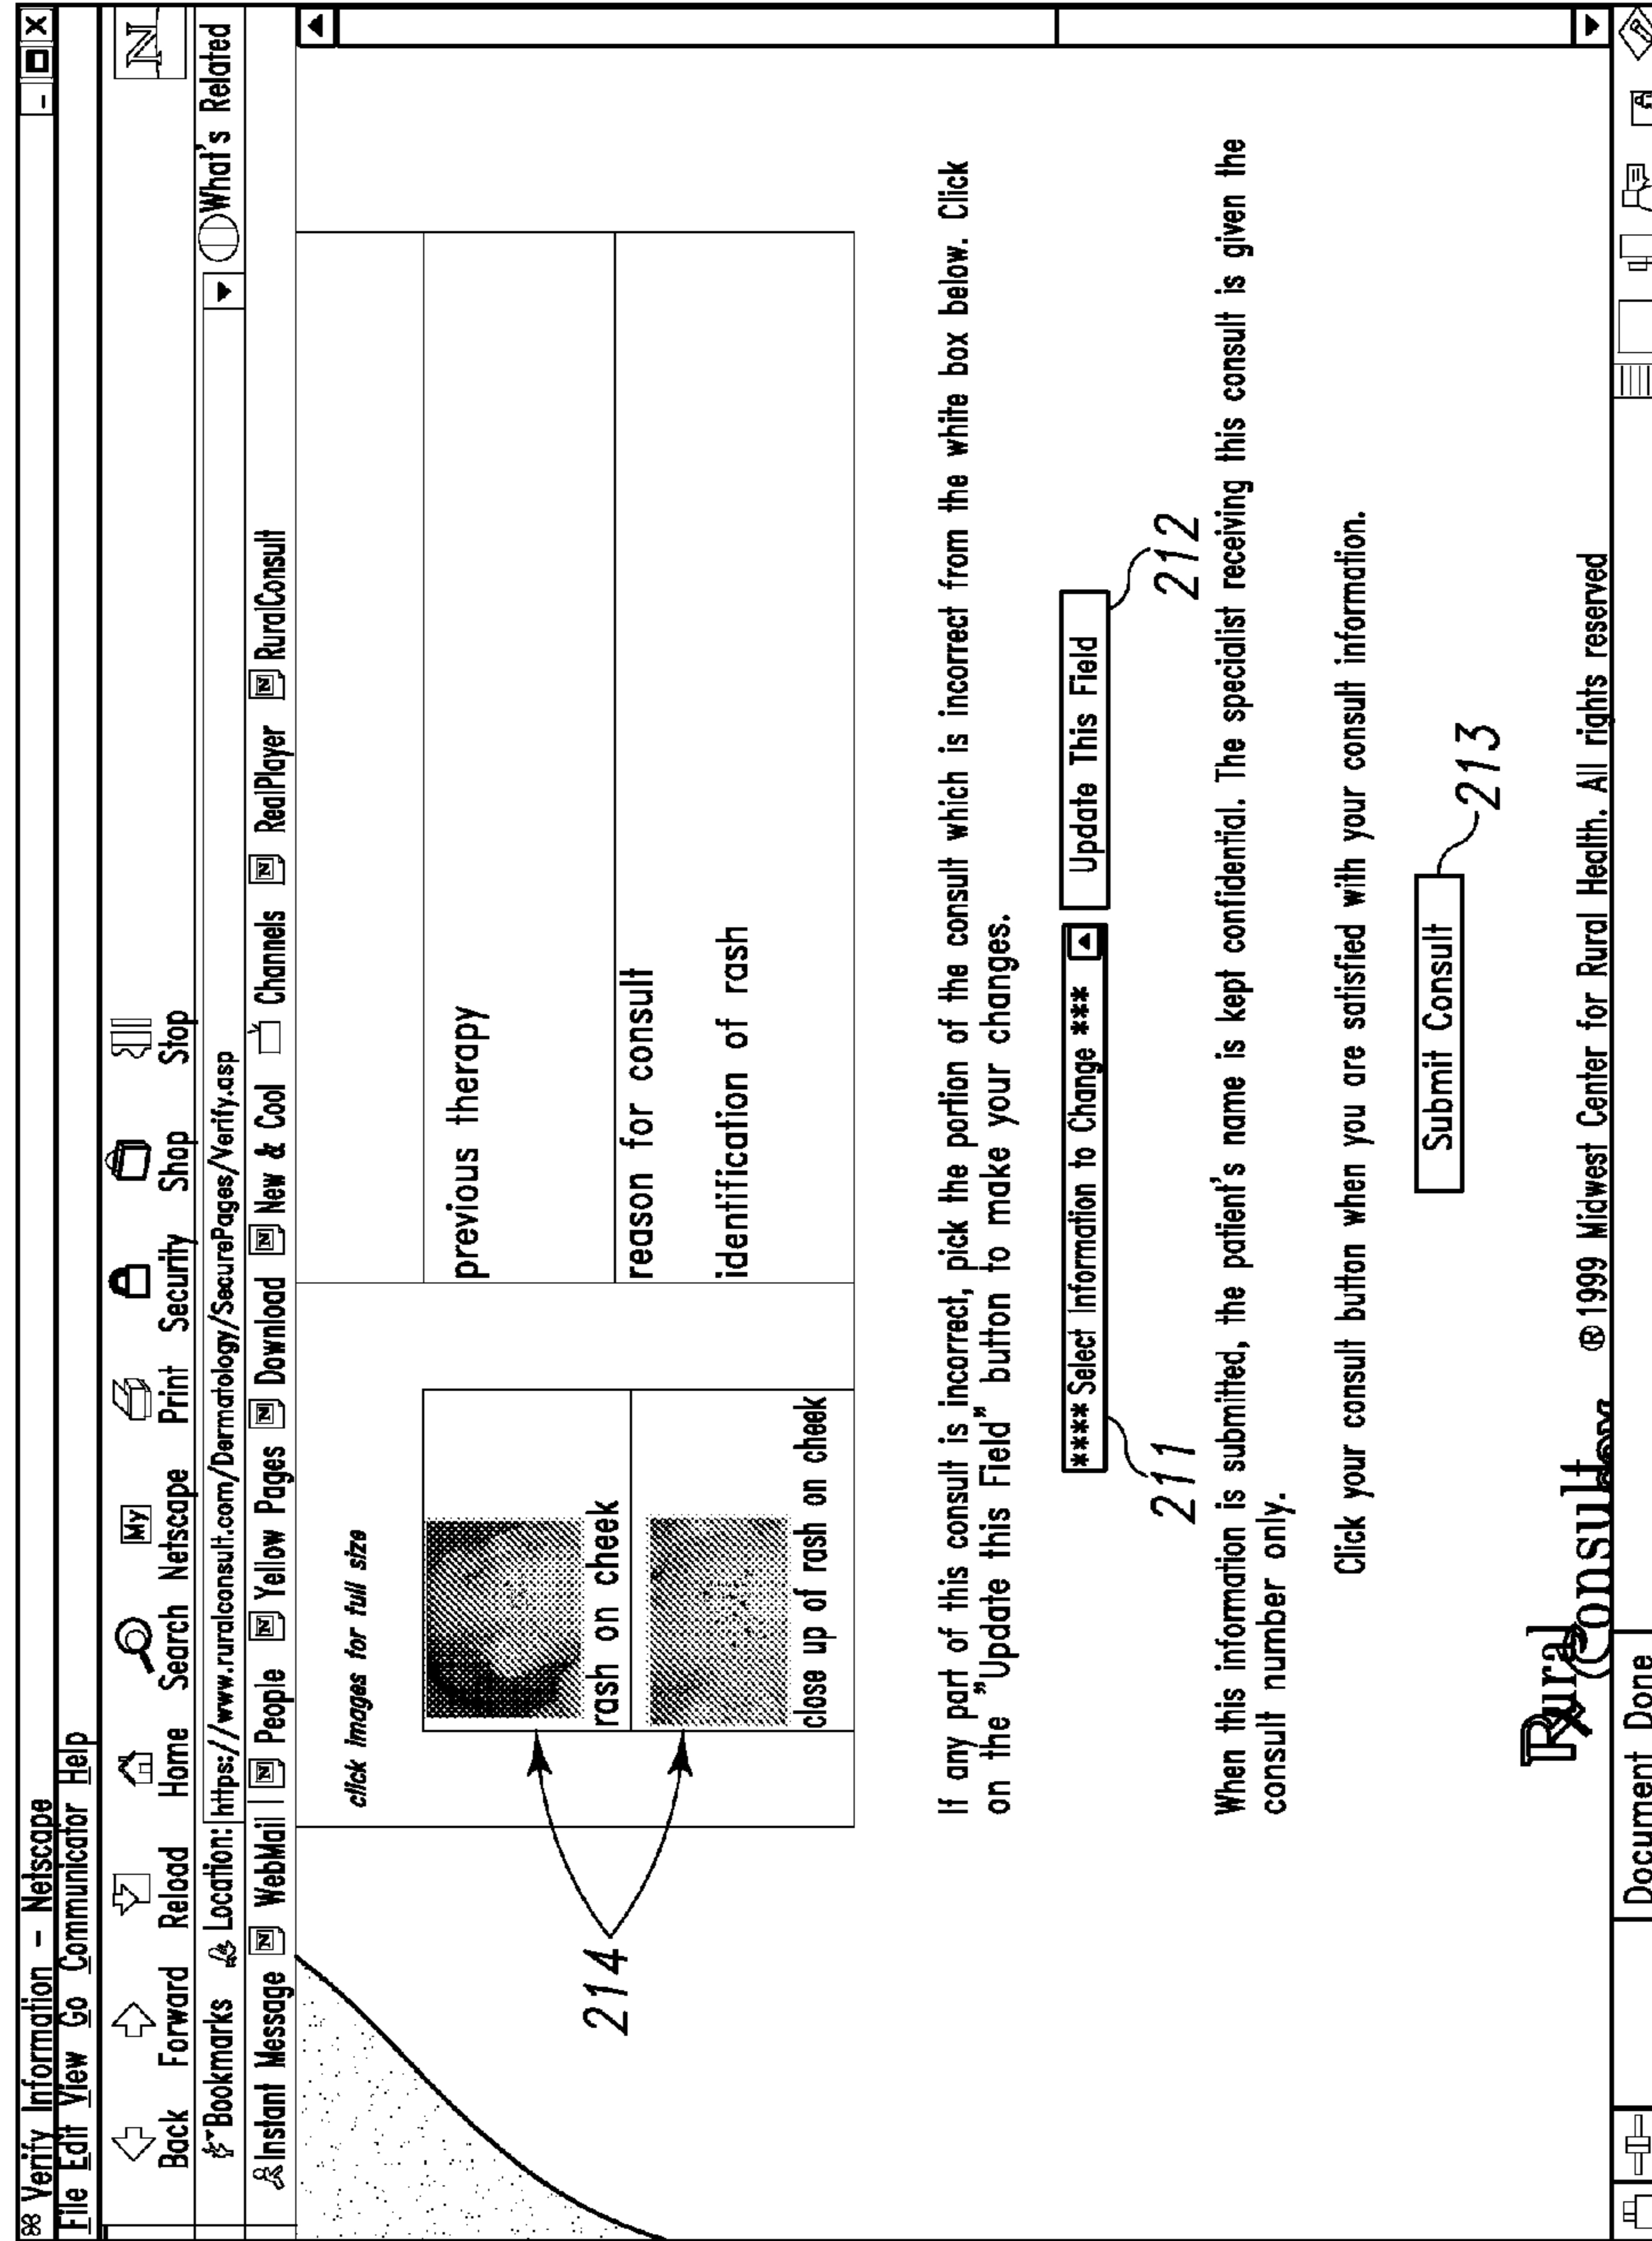 Verify Information - Netscape
File Edit View Go Communicator Help
Back Forward Reload Home Search Netscape Print Security Shop Stop
My
N
Bookmarks Location: https://www.ruralconsult.com/Dermatology/SecurePages/Verify.asp What's Related
Instant Message WebMail People Yellow Pages Download New & Cool Channels RealPlayer RuralConsult
click images for full size
previous therapy
rash on cheek
reason for consult
214
identification of rash
close up of rash on cheek
If any part of this consult is incorrect, pick the portion of the consult which is incorrect from the white box below. Click
on the "Update this Field" button to make your changes.
**** Select Information to Change *** Update This Field
211 212
When this information is submitted, the patient's name is kept confidential. The specialist receiving this consult is given the
consult number only.
Click your consult button when you are satisfied with your consult information.
Submit Consult
213
Rural
Consult
®1999 Midwest Center for Rural Health. All rights reserved
Document Done